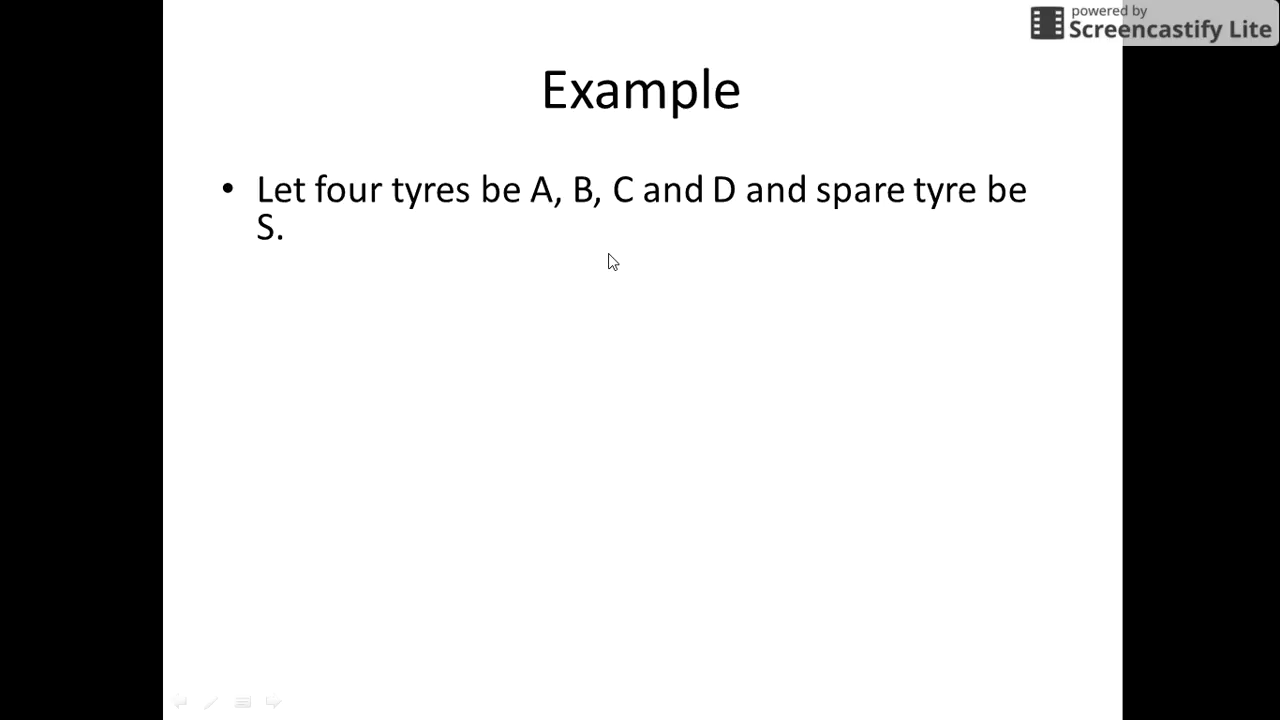 powered by
Screencastify Lite
Example
• Let four tyres be A, B, C and D and spare tyre be
S.